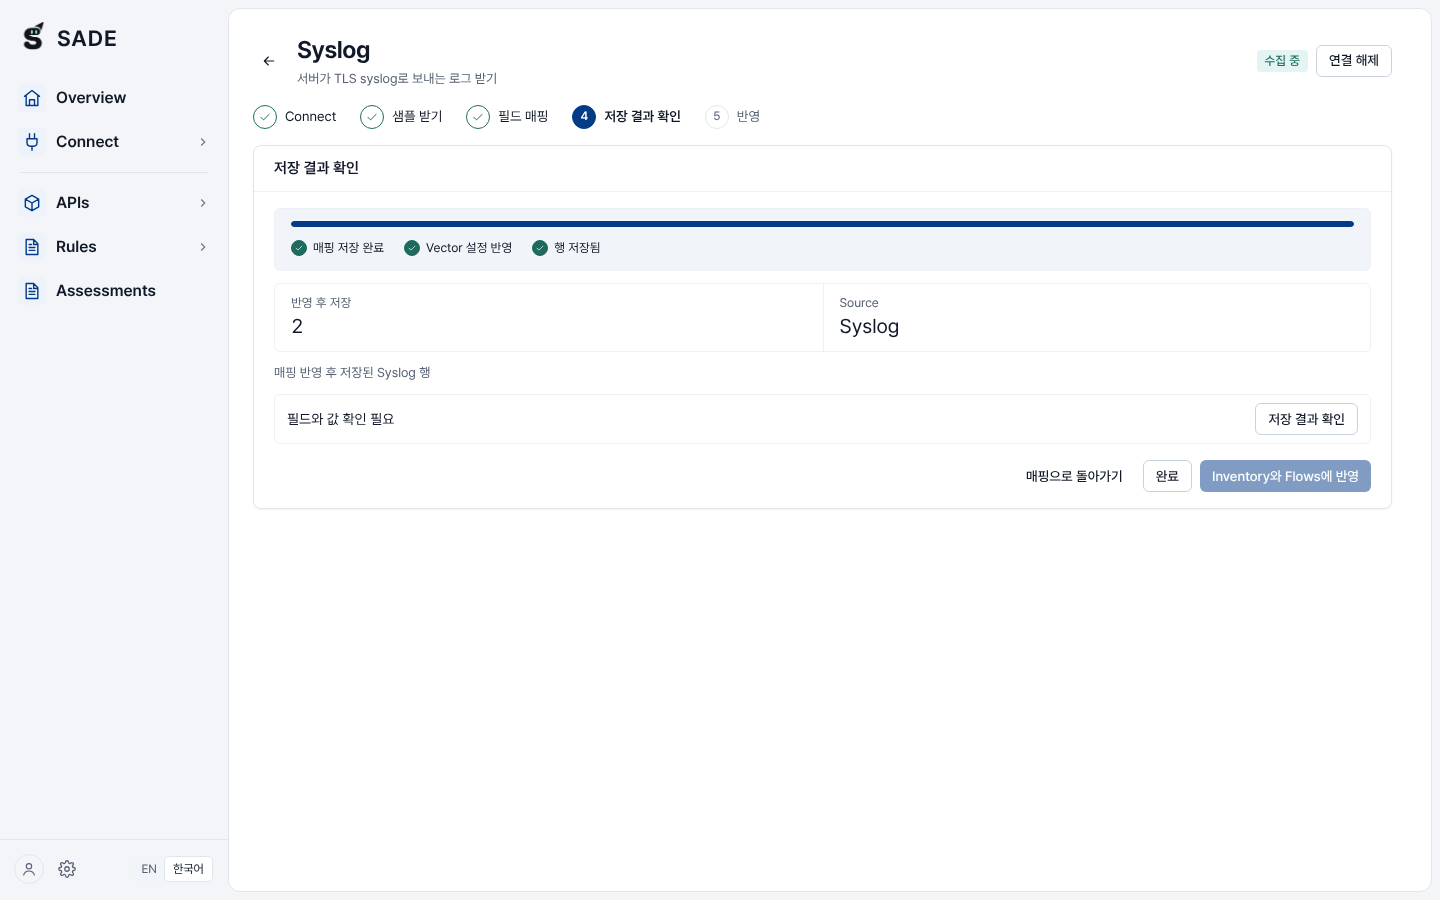 SADE
Overview
Connect
APIs
Rules
Assessments
EN
한국어
Syslog
서버가 TLS syslog로 보내는 로그 받기
수집 중
연결 해제
Connect
샘플 받기
필드 매핑
4
저장 결과 확인
5
반영
저장 결과 확인
매핑 저장 완료
Vector 설정 반영
행 저장됨
반영 후 저장
2
Source
Syslog
매핑 반영 후 저장된 Syslog 행
필드와 값 확인 필요
저장 결과 확인
매핑으로 돌아가기
완료
Inventory와 Flows에 반영